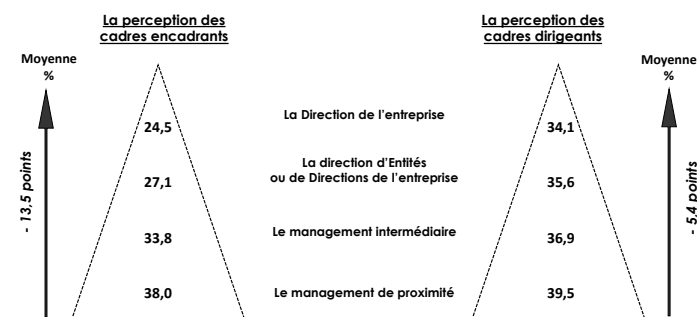 La perception des
cadres encadrants
La perception des
cadres dirigeants
Moyenne
%
Moyenne
%
24,5
La Direction de l'entreprise
34,1
27,1
La direction d'Entités
ou de Directions de l'entreprise
35,6
33,8
Le management intermédiaire
36,9
38,0
Le management de proximité
39,5
- 13,5 points
- 5,4 points